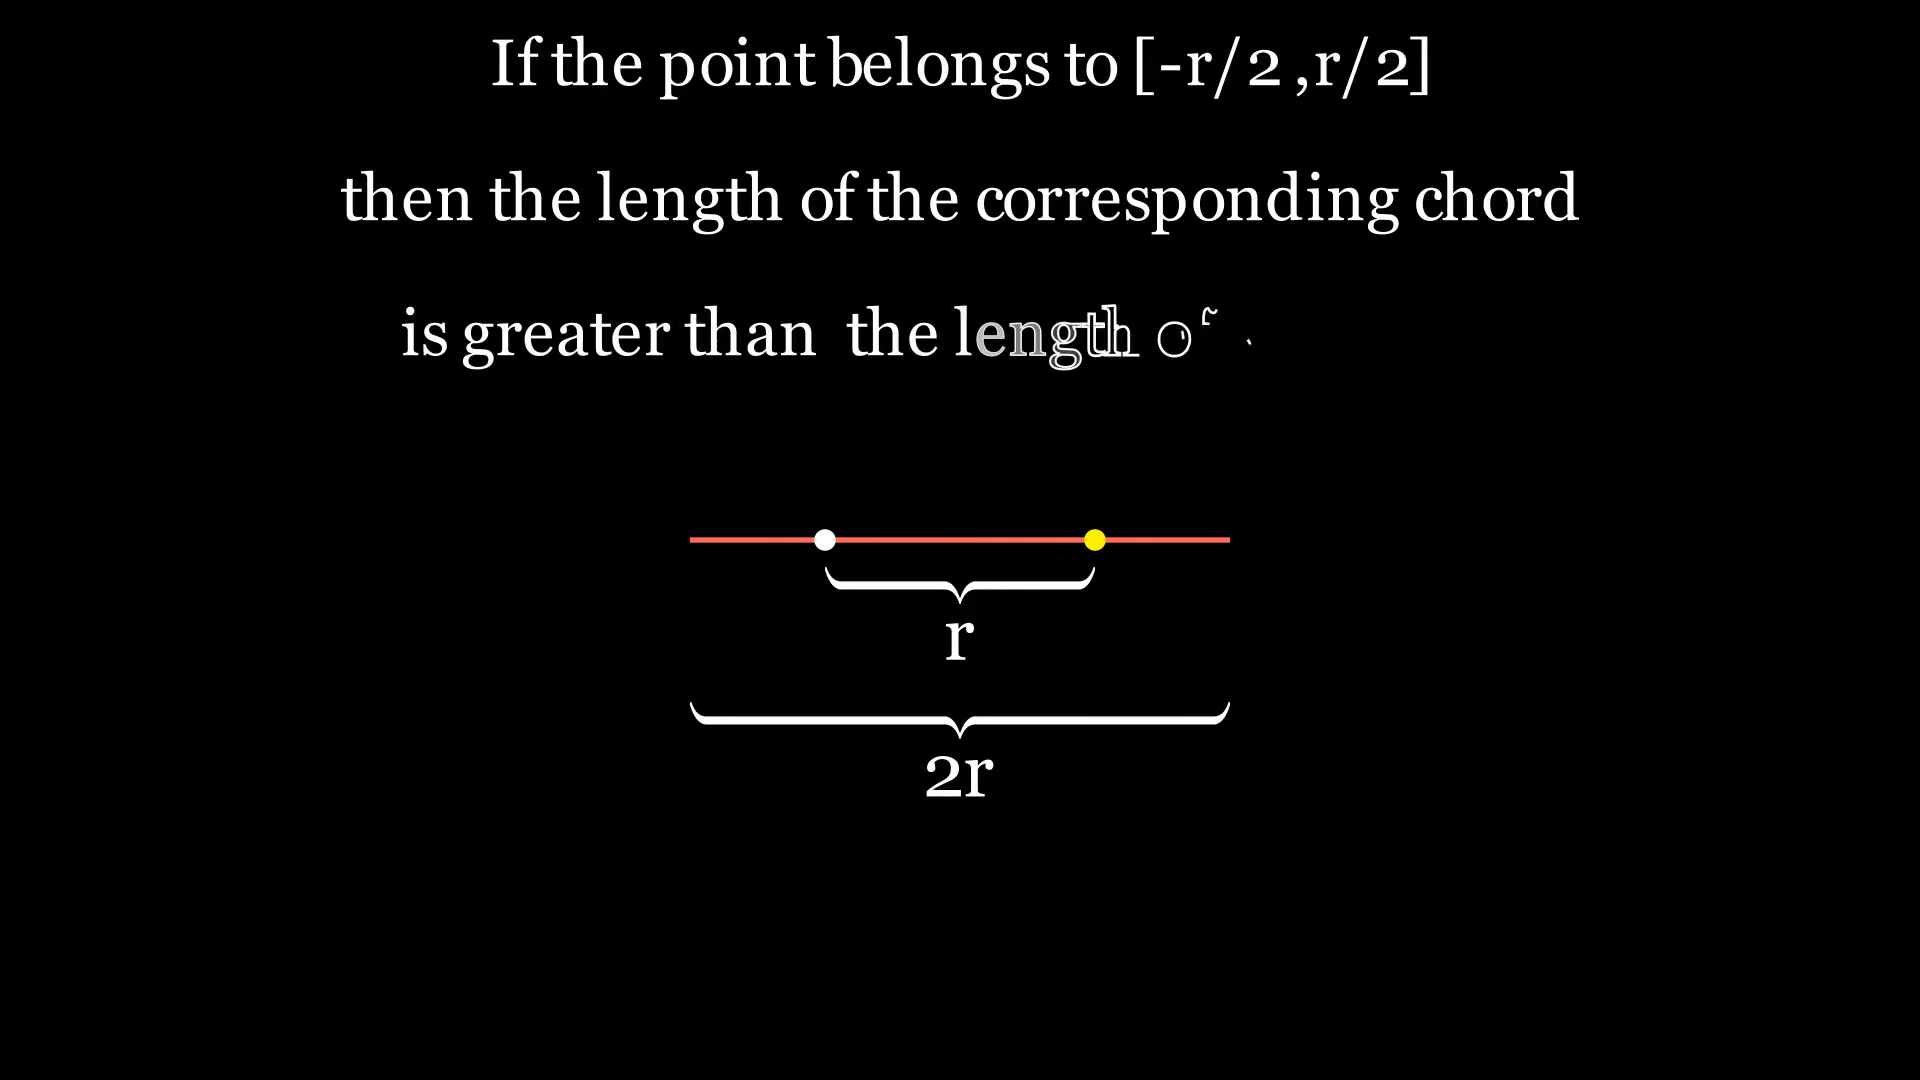 If the point belongs to [-r/2 ,r/2]
then the length of the corresponding chord
is greater than the length of
r
2r